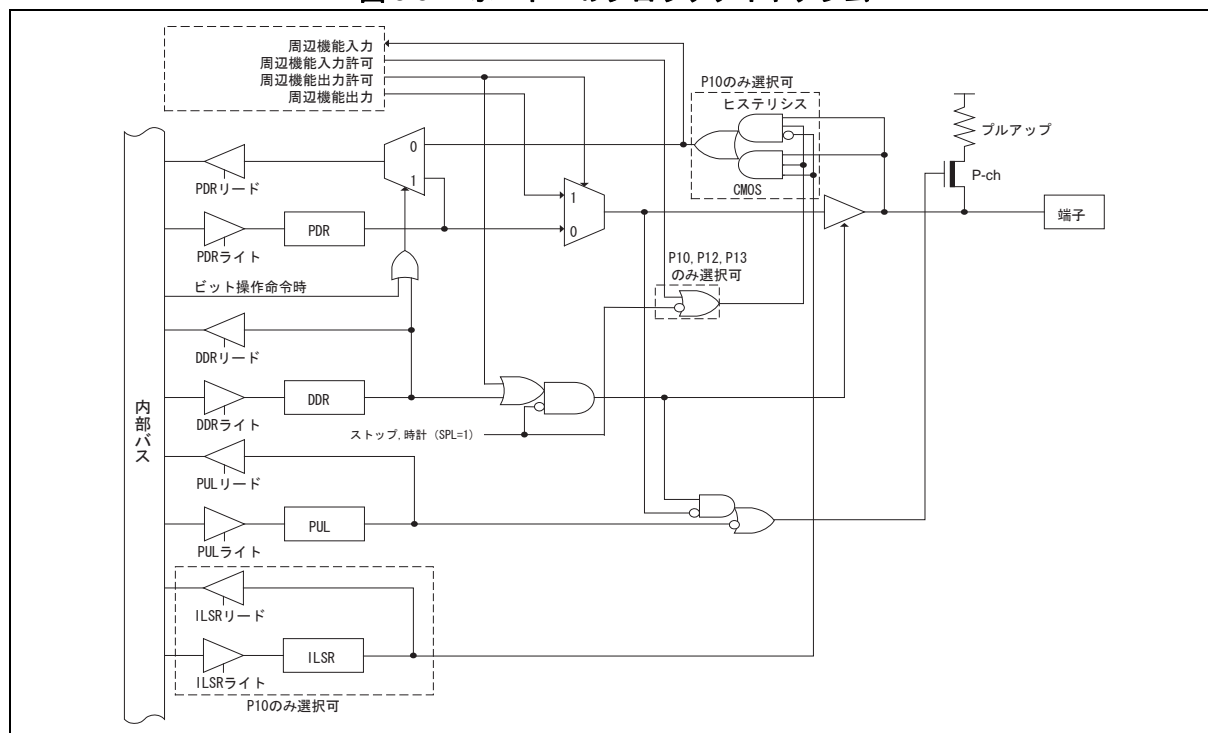 周辺機能入力
周辺機能入力許可
周辺機能出力許可
周辺機能出力
P10のみ選択可
ヒステリシス
CMOS
プルアップ
P-ch
端子
0
1
PDRリード
PDR
PDRライト
1
0
P10, P12, P13
のみ選択可
ビット操作命令時
DDRリード
DDR
DDRライト
ストップ, 時計 (SPL=1)
内部バス
PULリード
PUL
PULライト
ILSRリード
ILSR
ILSRライト
P10のみ選択可